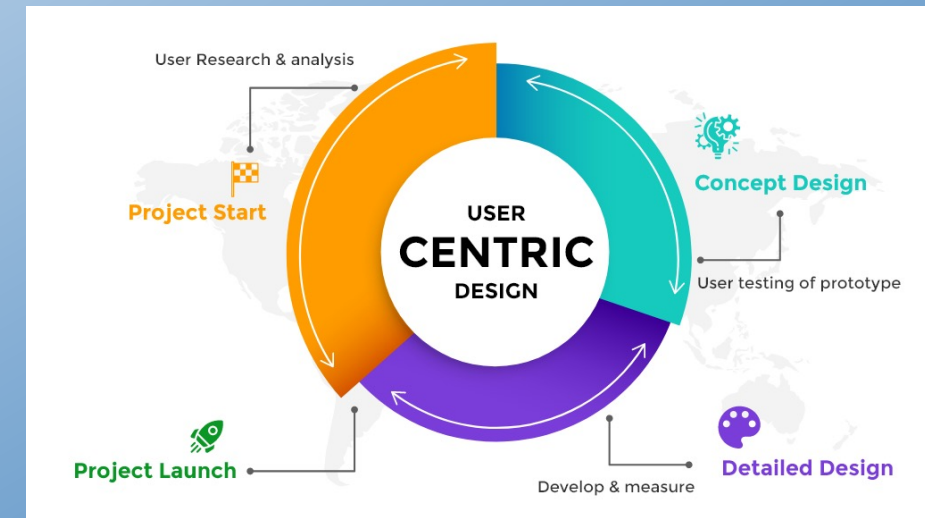 User Research & analysis
Project Start
USER
CENTRIC
DESIGN
Concept Design
User testing of prototype
Project Launch
Detailed Design
Develop & measure